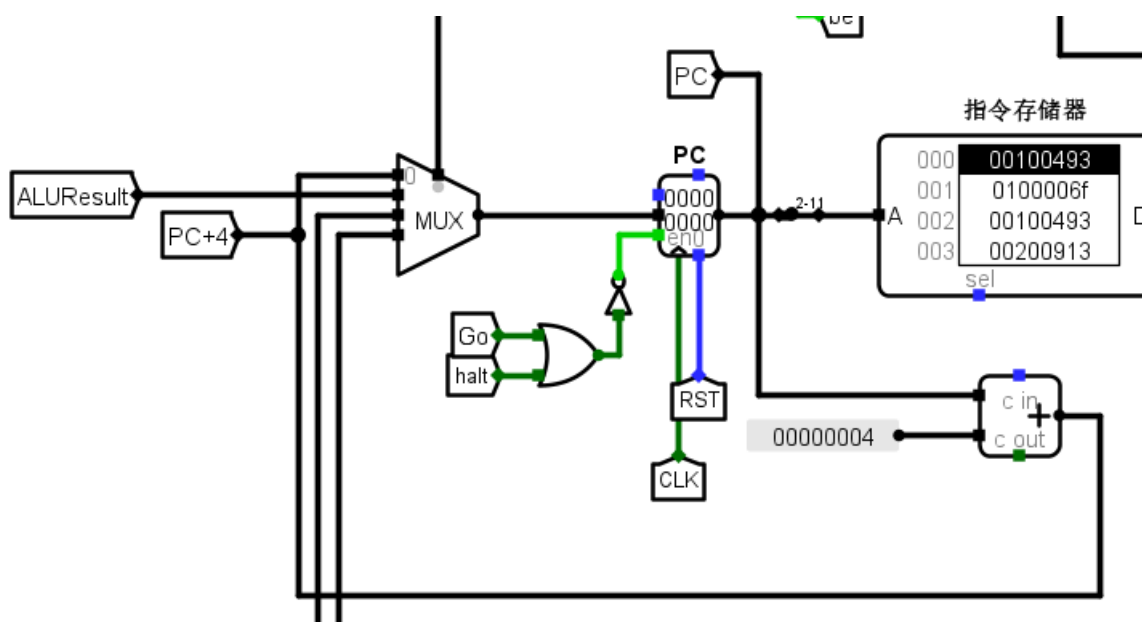 be
PC
指令存储器
PC
000 00100493
001 0100006f
002 00100493
003 00200913
A
D
sel
0000
0000
en0
2-11
0
MUX
ALUResult
PC+4
Go
halt
RST
CLK
00000004
c in
+
c out